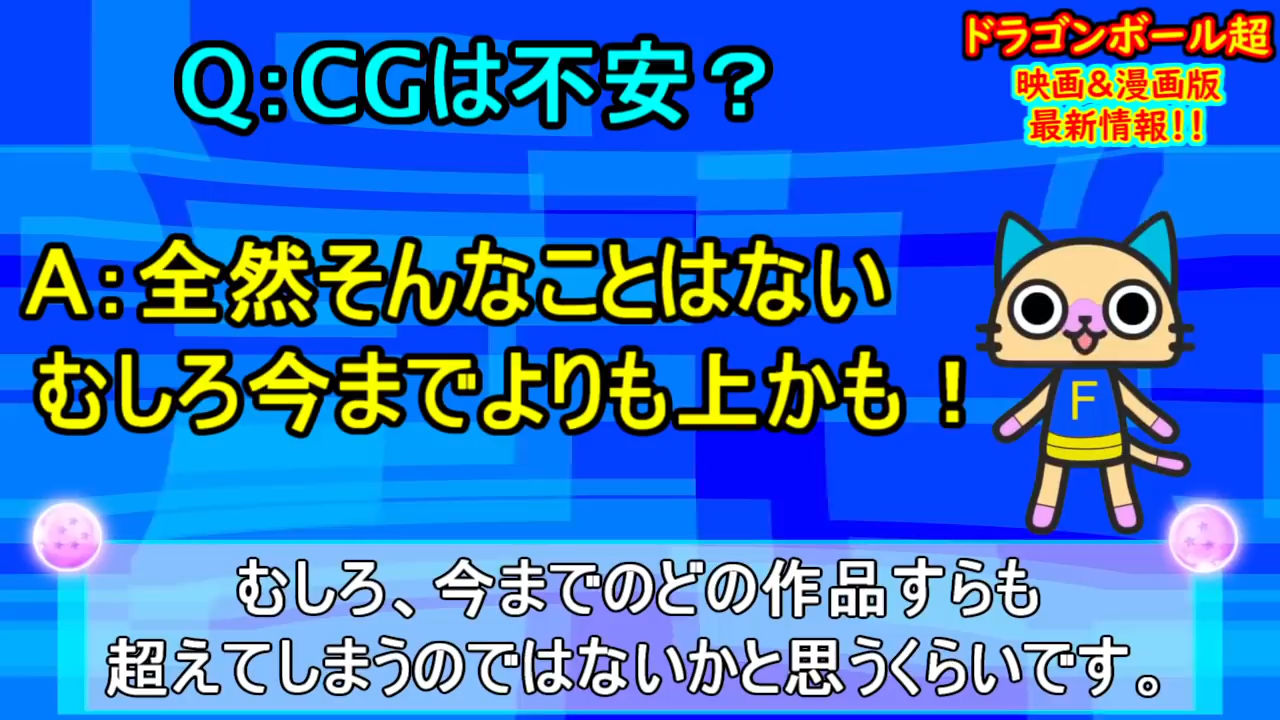 Q:CGは不安？
ドラゴンボール超
映画&漫画版
最新情報!!
A:全然そんなことはない
むしろ今までよりも上かも！
F
むしろ、今までのどの作品すらも
超えてしまうのではないかと思うくらいです。